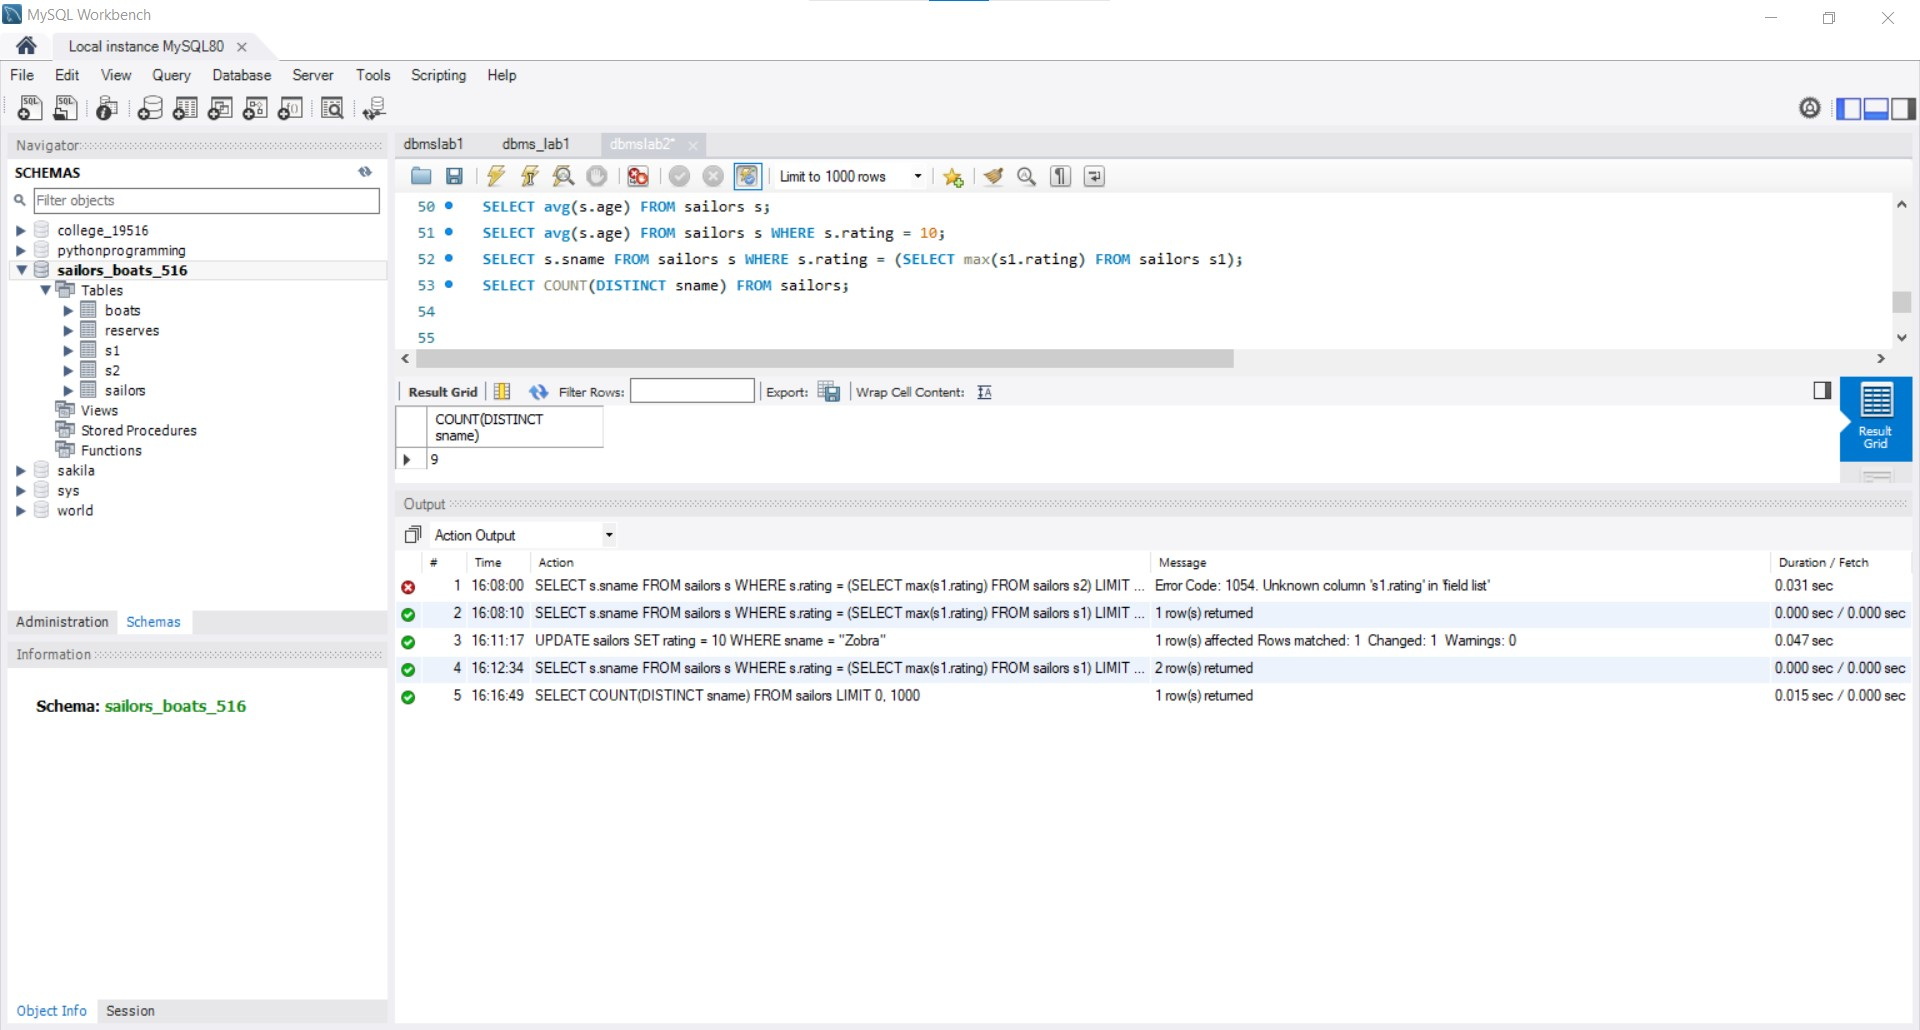 MySQL Workbench
Local instance MySQL80
File Edit View Query Database Server Tools Scripting Help
Navigator
SCHEMAS
Filter objects
college_19516
pythonprogramming
sailors_boats_516
Tables
boats
reserves
s1
s2
sailors
Views
Stored Procedures
Functions
sakila
sys
world
Administration Schemas
Information
Schema: sailors_boats_516
Object Info Session
dbmslab1 dbms_lab1 dbmslab2*
Limit to 1000 rows
50 SELECT avg(s.age) FROM sailors s;
51 SELECT avg(s.age) FROM sailors s WHERE s.rating = 10;
52 SELECT s.sname FROM sailors s WHERE s.rating = (SELECT max(s1.rating) FROM sailors s1);
53 SELECT COUNT(DISTINCT sname) FROM sailors;
54
55
Result Grid Filter Rows: Export: Wrap Cell Content:
COUNT(DISTINCT
sname)
9
Result
Grid
Output
Action Output
# Time Action Message Duration / Fetch
1 16:08:00 SELECT s.sname FROM sailors s WHERE s.rating = (SELECT max(s1.rating) FROM sailors s2) LIMIT ... Error Code: 1054. Unknown column 's1.rating' in 'field list' 0.031 sec
2 16:08:10 SELECT s.sname FROM sailors s WHERE s.rating = (SELECT max(s1.rating) FROM sailors s1) LIMIT ... 1 row(s) returned 0.000 sec / 0.000 sec
3 16:11:17 UPDATE sailors SET rating = 10 WHERE sname = "Zobra" 1 row(s) affected Rows matched: 1 Changed: 1 Warnings: 0 0.047 sec
4 16:12:34 SELECT s.sname FROM sailors s WHERE s.rating = (SELECT max(s1.rating) FROM sailors s1) LIMIT ... 2 row(s) returned 0.000 sec / 0.000 sec
5 16:16:49 SELECT COUNT(DISTINCT sname) FROM sailors LIMIT 0, 1000 1 row(s) returned 0.015 sec / 0.000 sec